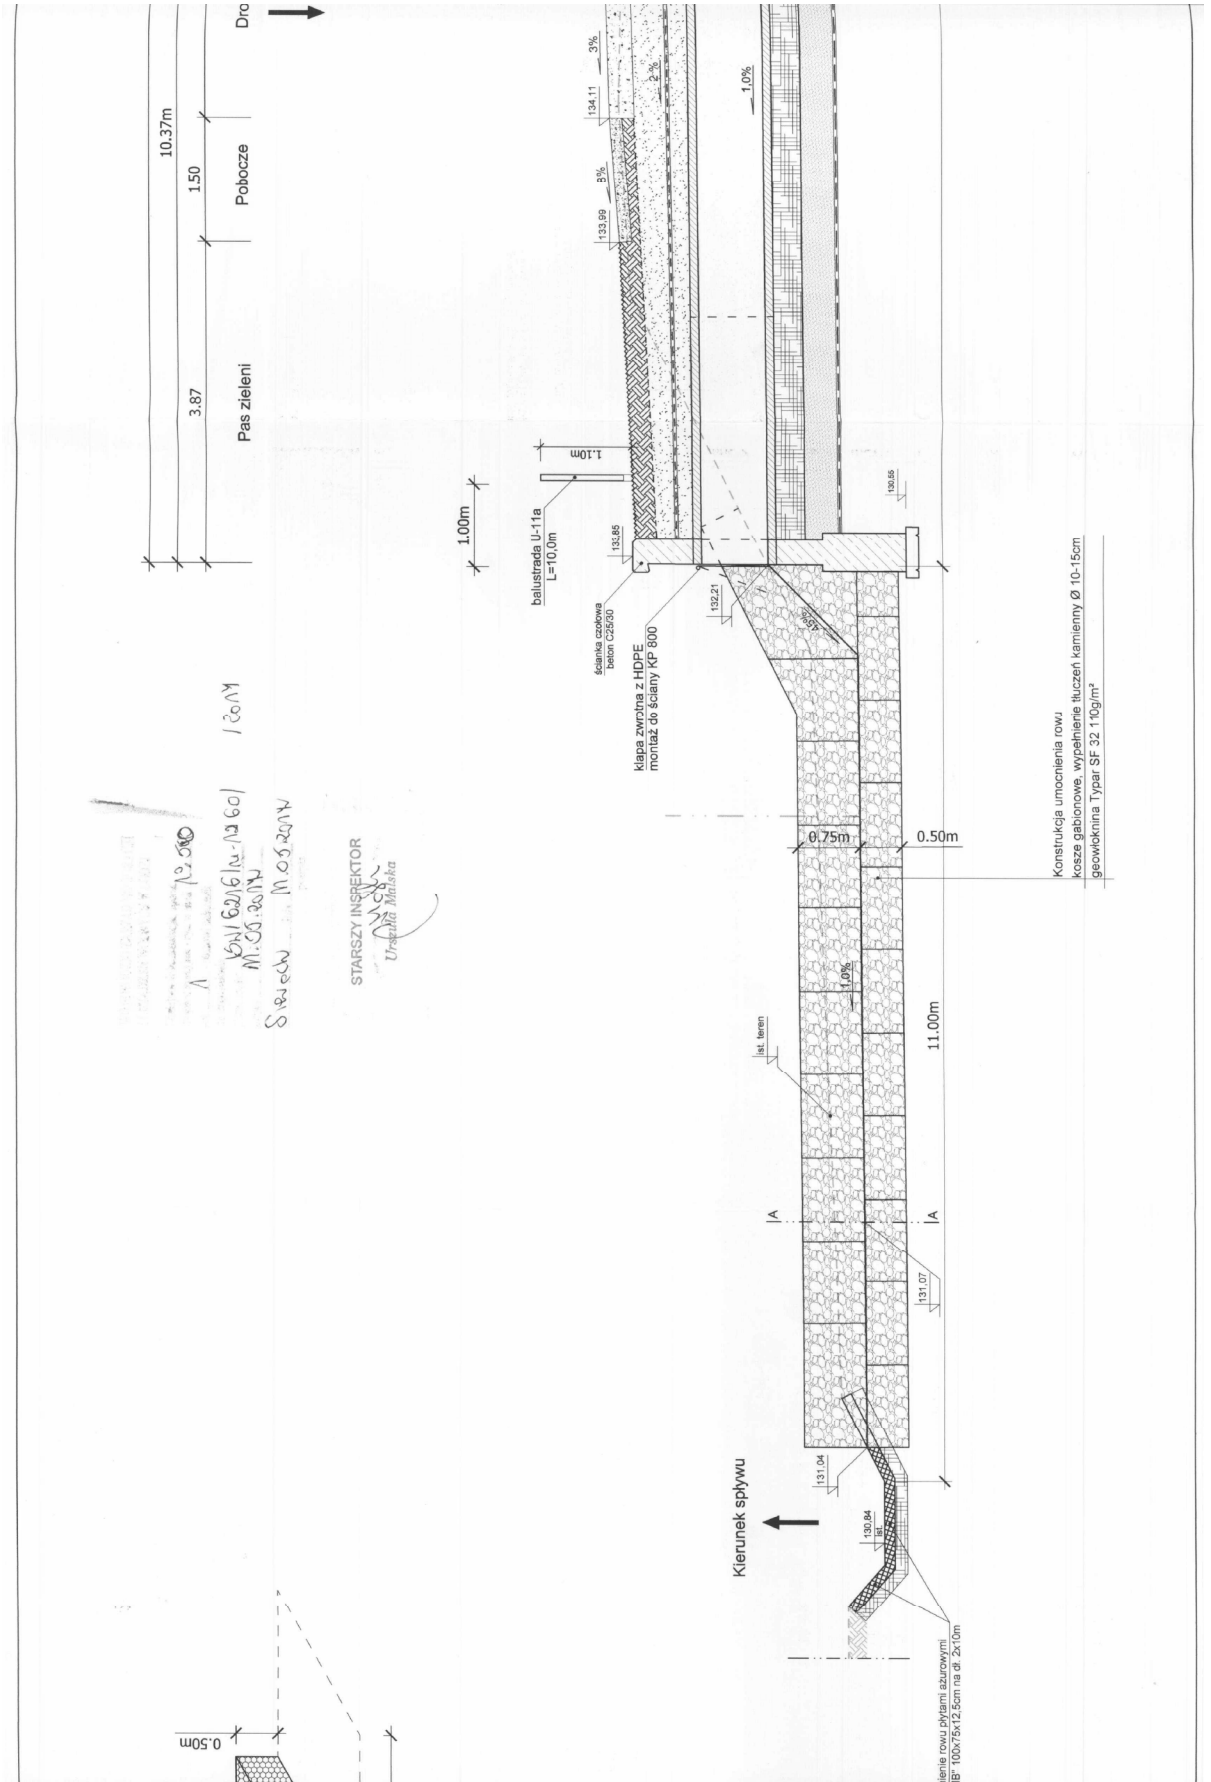 Dro
10.37m
1.50
Pobocze
3.87
Pas zieleni
3%
134,11
8%
133,99
2 %
1,0%
1.10m
1.00m
balustrada U-11a
L=10,0m
133,85
130,55
ścianka czołowa
beton C25/30
klapa zwrotna z HDPE
montaż do ściany KP 800
132,21
45%
STARSZY INSPEKTOR
Urszula Malska
0.75m
0.50m
Konstrukcja umocnienia rowu
kosze gabionowe, wypełnienie tłuczeń kamienny Ø 10-15cm
geowłóknina Typar SF 32 110g/m²
1,0%
11.00m
ist. teren
A
A
131,07
131,04
Kierunek spływu
130,84
ist.
ienie rowu płytami ażurowymi
IB" 100x75x12,5cm na dł. 2x10m
0.50m